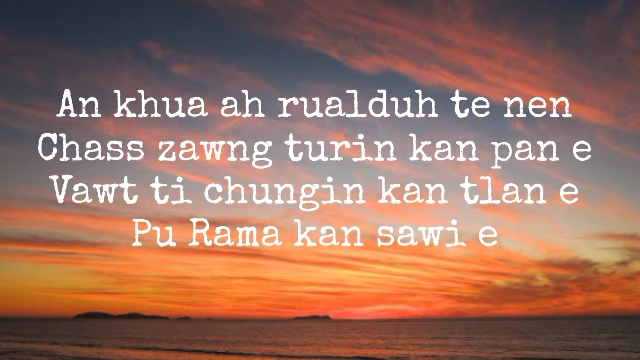 An khua ah rualduh te nen
Chass zawng turin kan pan e
Vawt ti chungin kan tlan e
Pu Rama kan sawi e